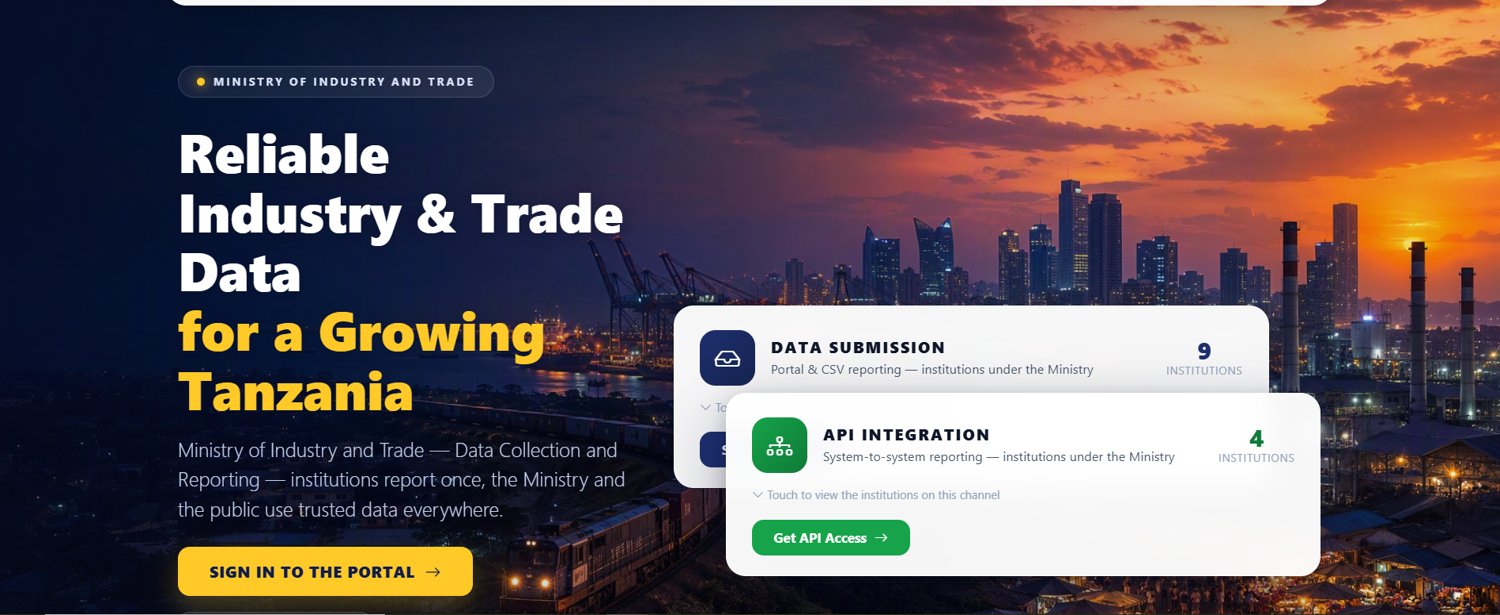 MINISTRY OF INDUSTRY AND TRADE
Reliable
Industry & Trade
Data
for a Growing
Tanzania
Ministry of Industry and Trade — Data Collection and
Reporting — institutions report once, the Ministry and
the public use trusted data everywhere.
SIGN IN TO THE PORTAL →
DATA SUBMISSION
Portal & CSV reporting — institutions under the Ministry
9
INSTITUTIONS
API INTEGRATION
System-to-system reporting — institutions under the Ministry
4
INSTITUTIONS
Touch to view the institutions on this channel
Get API Access →